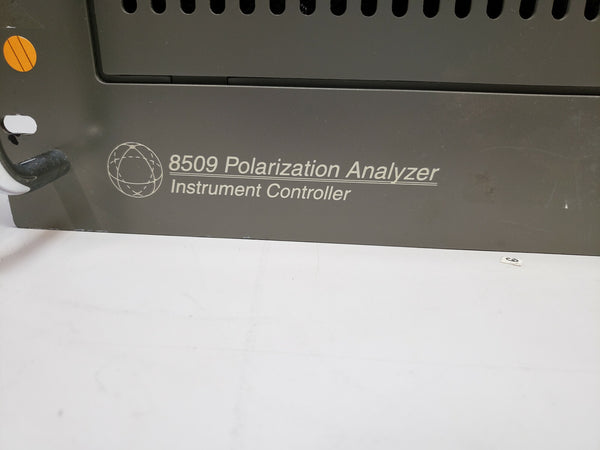 8509 Polarization Analyzer
Instrument Controller